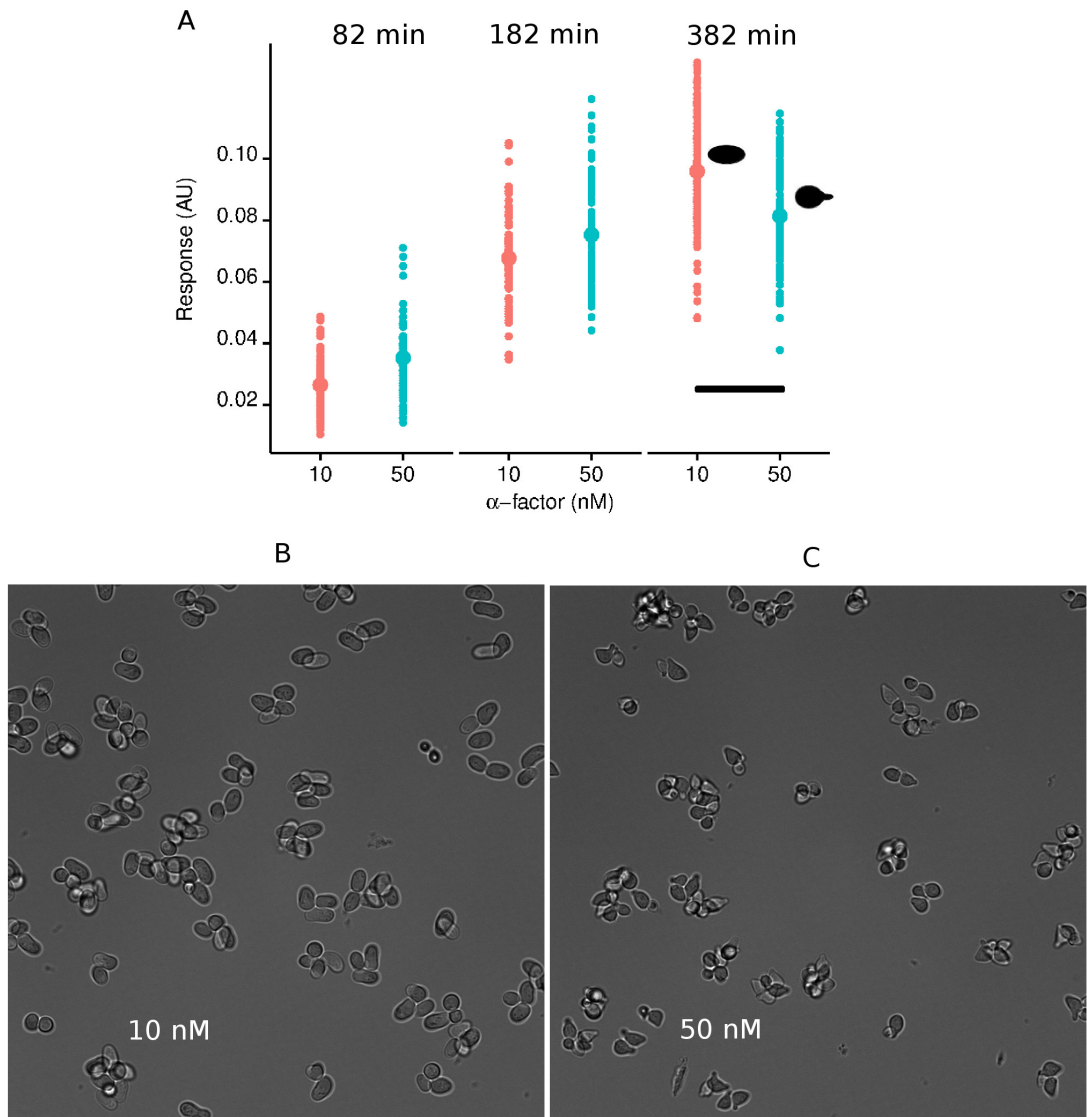 A
82 min 182 min 382 min
Response (AU)
0.10
0.08
0.06
0.04
0.02
10 50 10 50 10 50
α−factor (nM)
B C
10 nM 50 nM